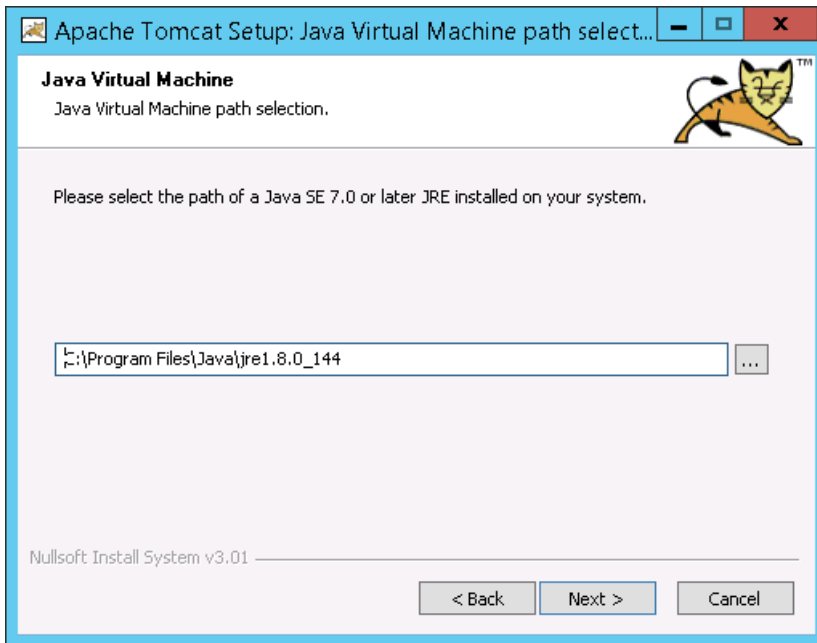 Apache Tomcat Setup: Java Virtual Machine path select...
Java Virtual Machine
Java Virtual Machine path selection.
TM
Please select the path of a Java SE 7.0 or later JRE installed on your system.
C:\Program Files\Java\jre1.8.0_144
...
Nullsoft Install System v3.01
< Back
Next >
Cancel